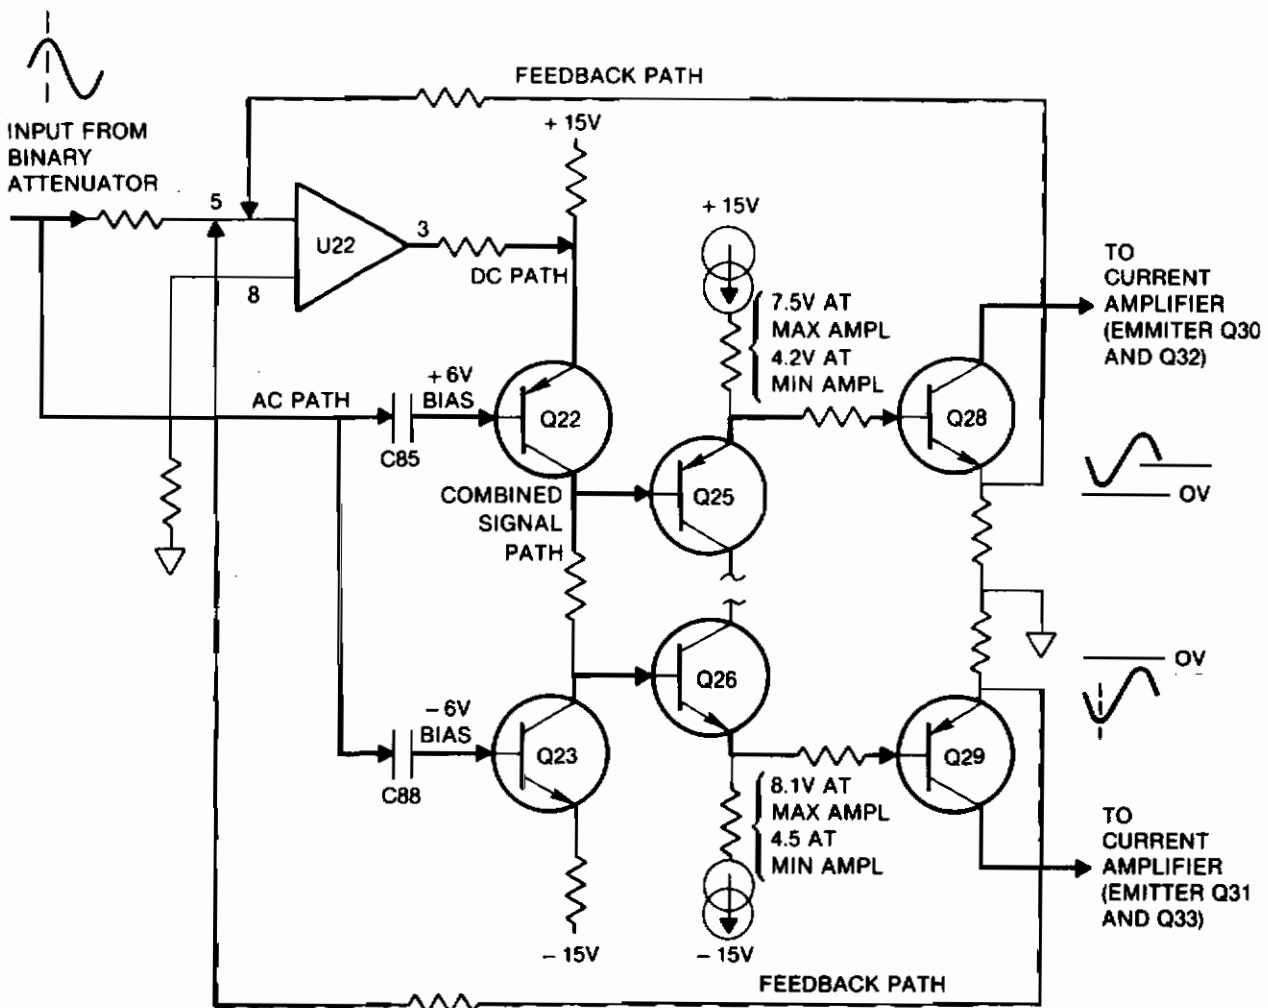 FEEDBACK PATH
+ 15V
INPUT FROM
BINARY
ATTENUATOR
5
U22
3
8
DC PATH
+ 15V
7.5V AT
MAX AMPL
4.2V AT
MIN AMPL
TO
CURRENT
AMPLIFIER
(EMMITER Q30
AND Q32)
AC PATH
+ 6V
BIAS
C85
Q22
Q28
COMBINED
SIGNAL
PATH
Q25
OV
OV
Q26
Q29
− 6V
BIAS
C88
Q23
8.1V AT
MAX AMPL
4.5 AT
MIN AMPL
TO
CURRENT
AMPLIFIER
(EMITTER Q31
AND Q33)
− 15V
− 15V
FEEDBACK PATH